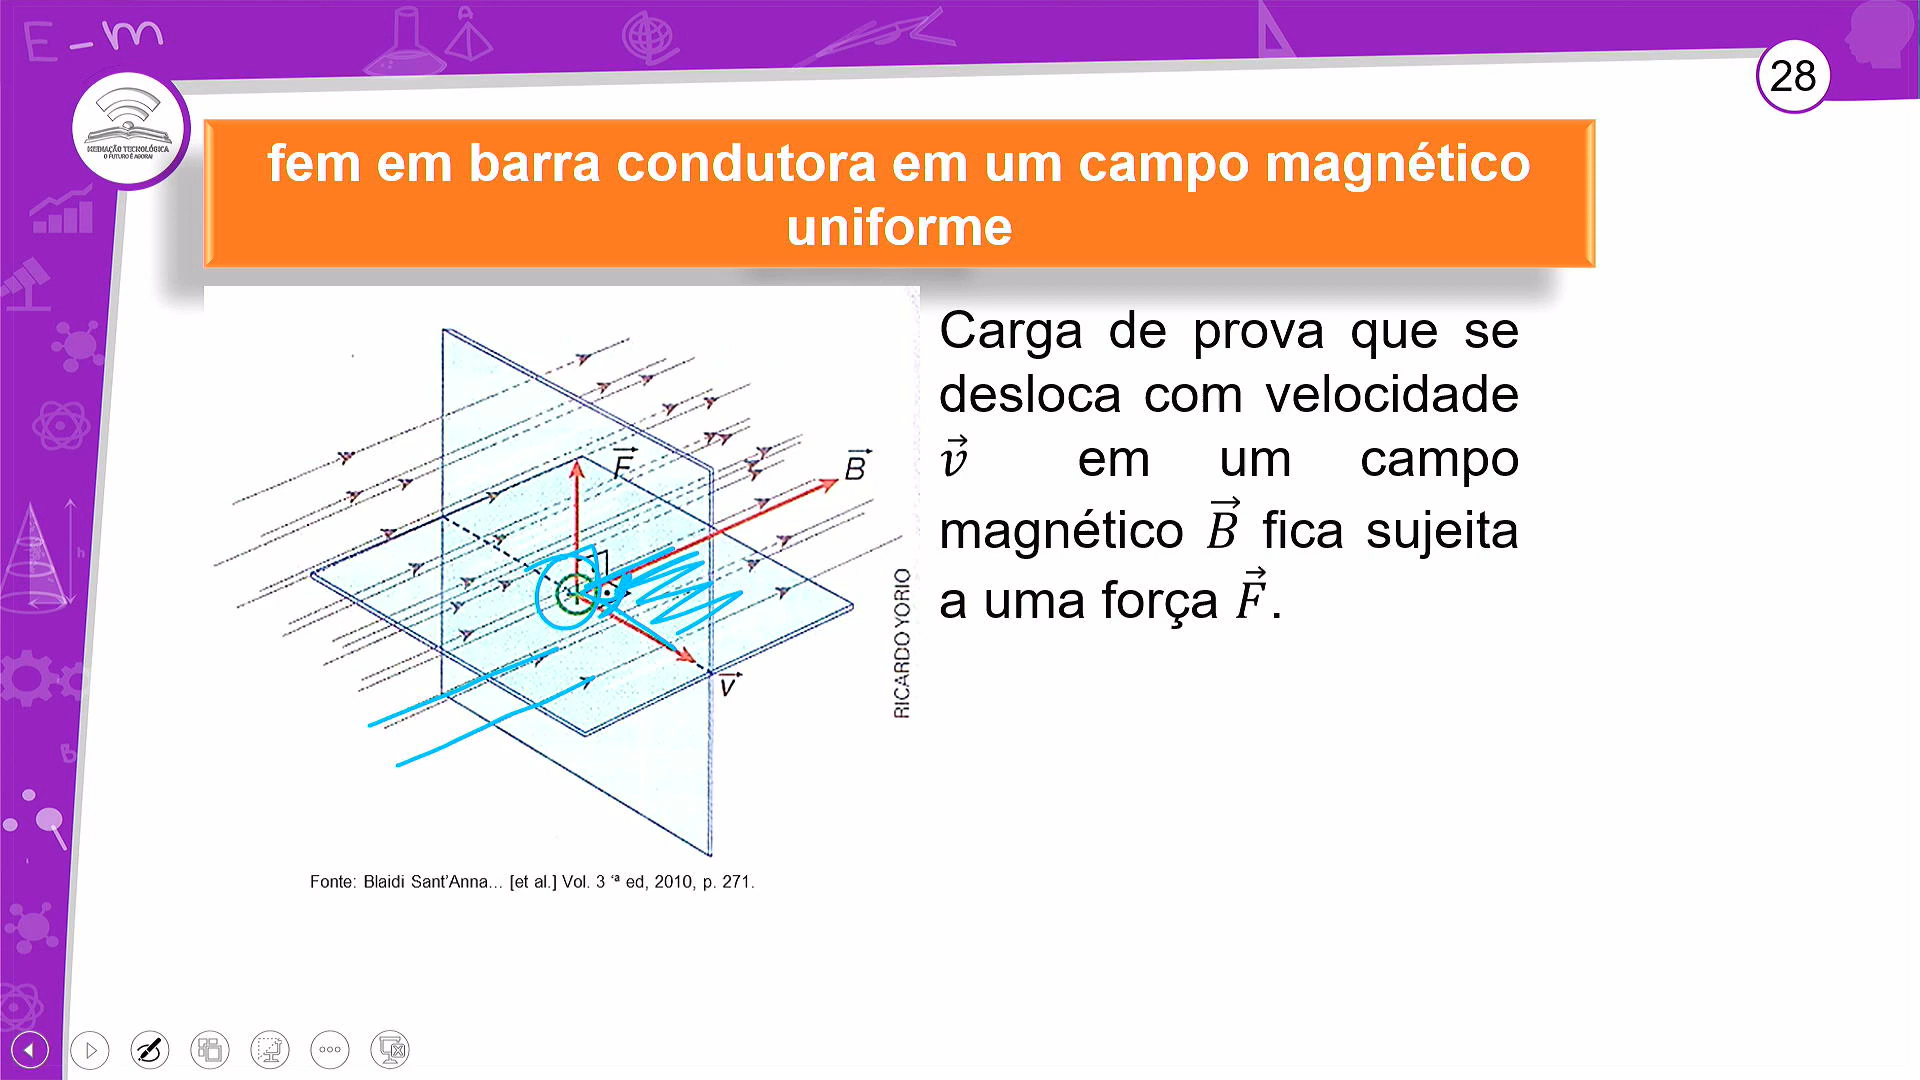 E-m
28
MEDIAÇÃO TECNOLÓGICA
O FUTURO É AGORA!
fem em barra condutora em um campo magnético
uniforme
F
B
v
RICARDO YORIO
Carga de prova que se
desloca com velocidade
v⃗ em um campo
magnético B⃗ fica sujeita
a uma força F⃗.
Fonte: Blaidi Sant’Anna... [et al.] Vol. 3 ‘ª ed, 2010, p. 271.
h
B